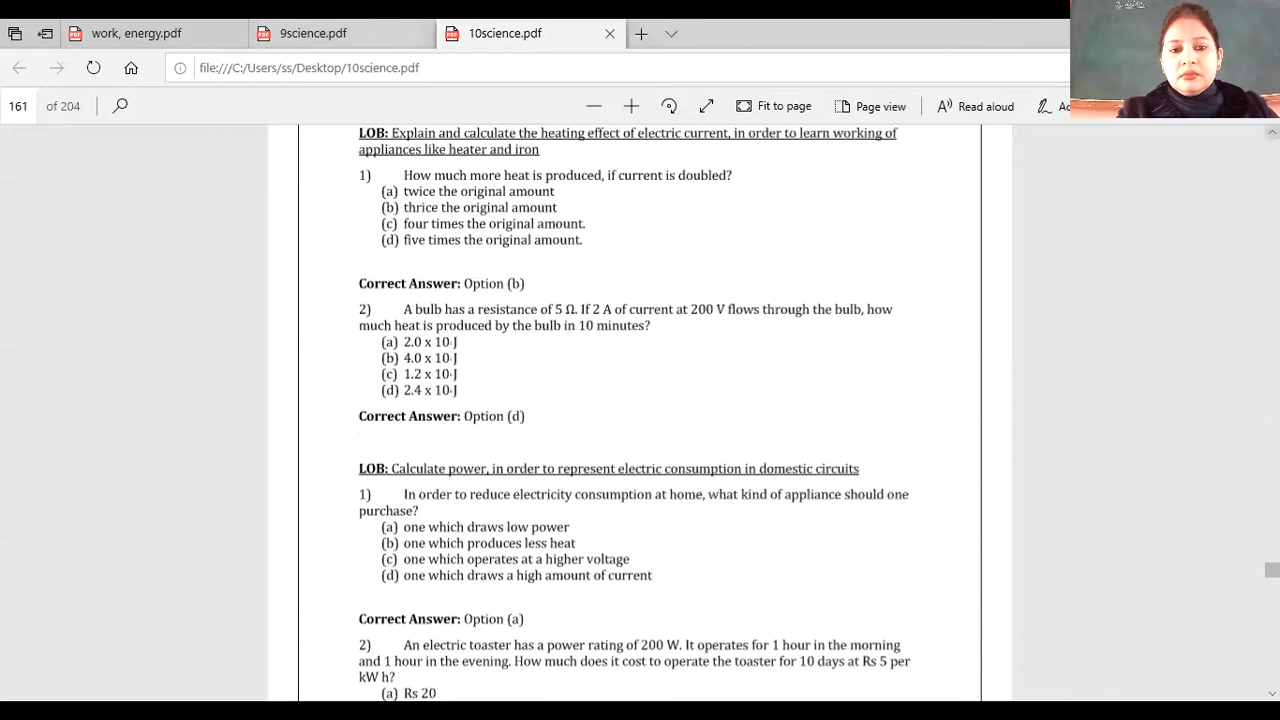 work, energy.pdf
9science.pdf
10science.pdf
file:///C:/Users/ss/Desktop/10science.pdf
161 of 204
Fit to page
Page view
Read aloud
LOB: Explain and calculate the heating effect of electric current, in order to learn working of
appliances like heater and iron
1) How much more heat is produced, if current is doubled?
(a) twice the original amount
(b) thrice the original amount
(c) four times the original amount.
(d) five times the original amount.
Correct Answer: Option (b)
2) A bulb has a resistance of 5 Ω. If 2 A of current at 200 V flows through the bulb, how
much heat is produced by the bulb in 10 minutes?
(a) 2.0 x 10 J
(b) 4.0 x 10 J
(c) 1.2 x 10 J
(d) 2.4 x 10 J
Correct Answer: Option (d)
LOB: Calculate power, in order to represent electric consumption in domestic circuits
1) In order to reduce electricity consumption at home, what kind of appliance should one
purchase?
(a) one which draws low power
(b) one which produces less heat
(c) one which operates at a higher voltage
(d) one which draws a high amount of current
Correct Answer: Option (a)
2) An electric toaster has a power rating of 200 W. It operates for 1 hour in the morning
and 1 hour in the evening. How much does it cost to operate the toaster for 10 days at Rs 5 per
kW h?
(a) Rs 20